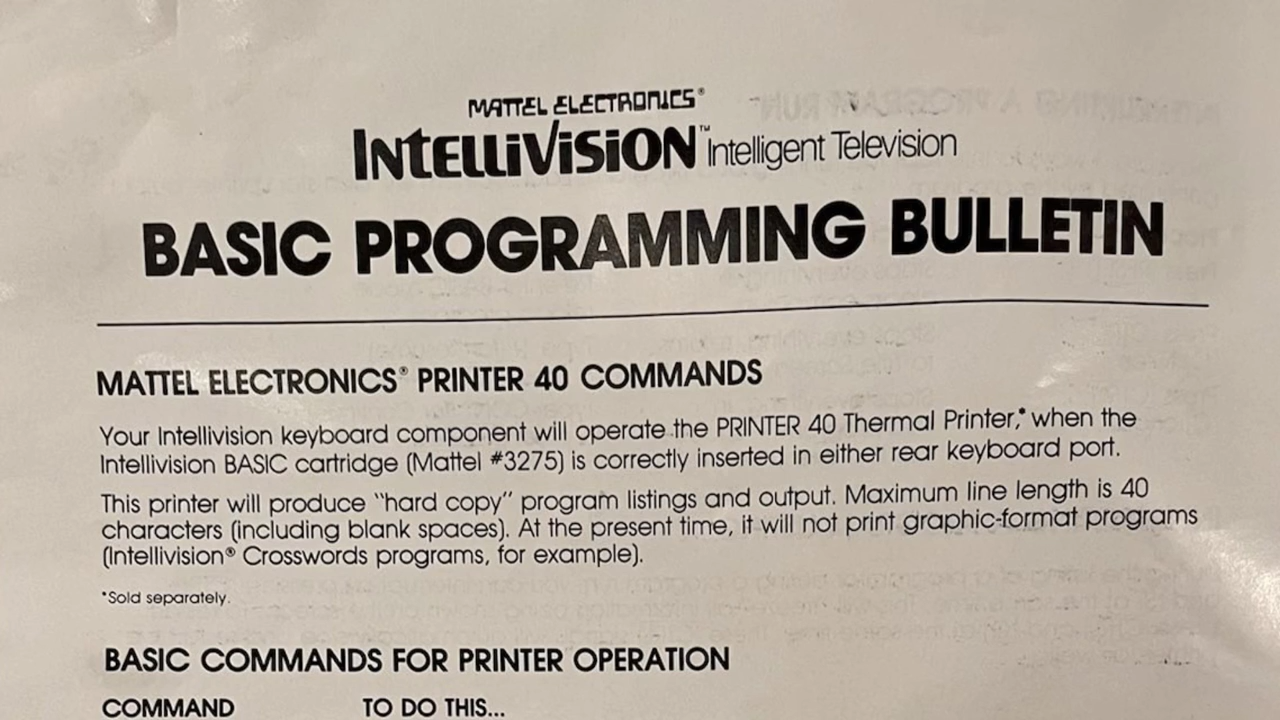 MATTEL ELECTRONICS®
INTELLIVISION™ Intelligent Television
BASIC PROGRAMMING BULLETIN
MATTEL ELECTRONICS® PRINTER 40 COMMANDS
Your Intellivision keyboard component will operate the PRINTER 40 Thermal Printer,* when the
Intellivision BASIC cartridge (Mattel #3275) is correctly inserted in either rear keyboard port.
This printer will produce "hard copy" program listings and output. Maximum line length is 40
characters (including blank spaces). At the present time, it will not print graphic-format programs
(Intellivision® Crosswords programs, for example).
*Sold separately.
BASIC COMMANDS FOR PRINTER OPERATION
COMMAND TO DO THIS...